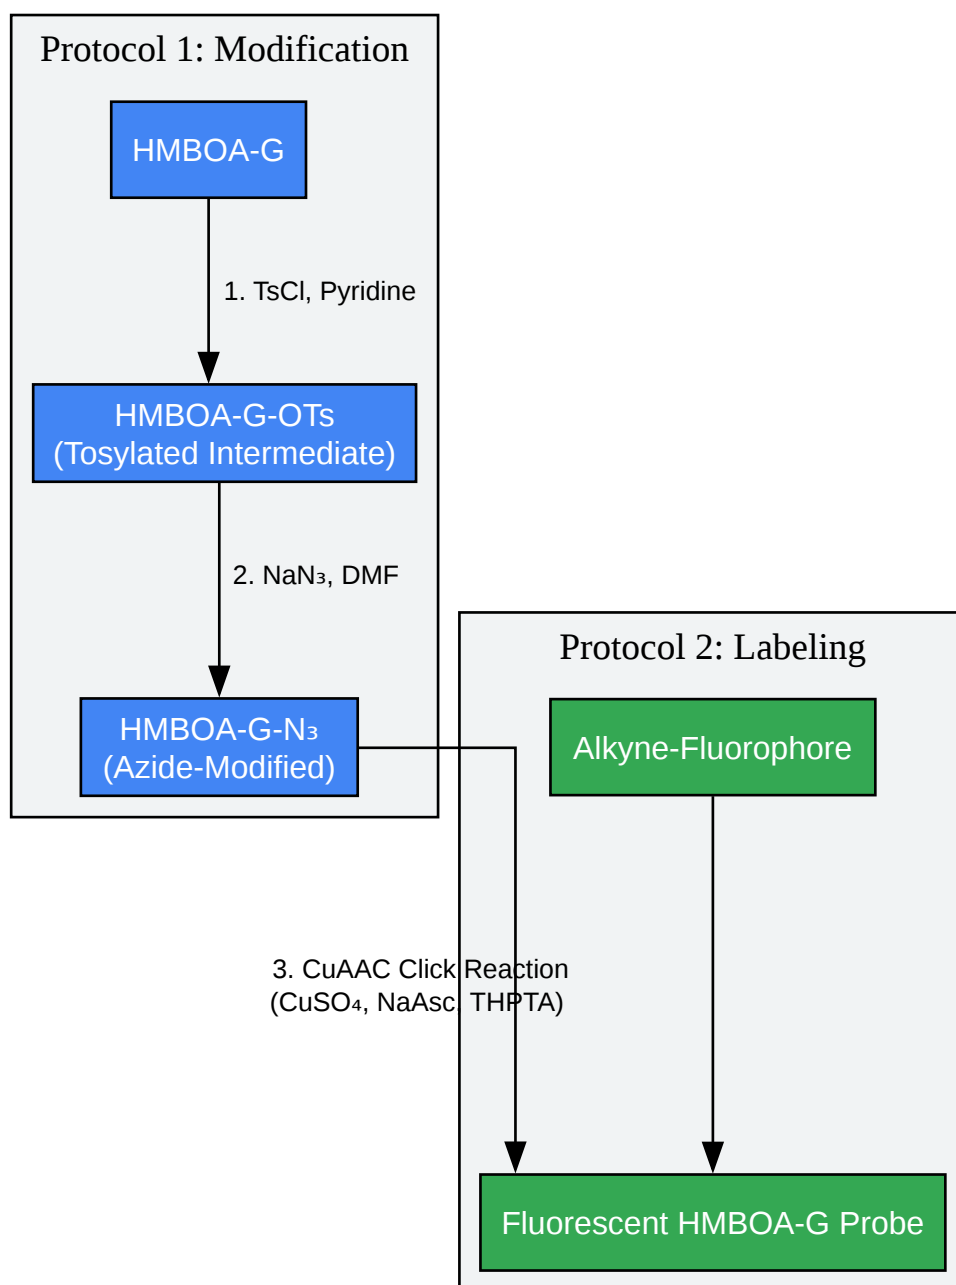 Protocol 1: Modification
HMBOA-G
1. TsCl, Pyridine
HMBOA-G-OTs
(Tosylated Intermediate)
2. NaN₃, DMF
HMBOA-G-N₃
(Azide-Modified)
Protocol 2: Labeling
Alkyne-Fluorophore
3. CuAAC Click Reaction
(CuSO₄, NaAsc, THPTA)
Fluorescent HMBOA-G Probe